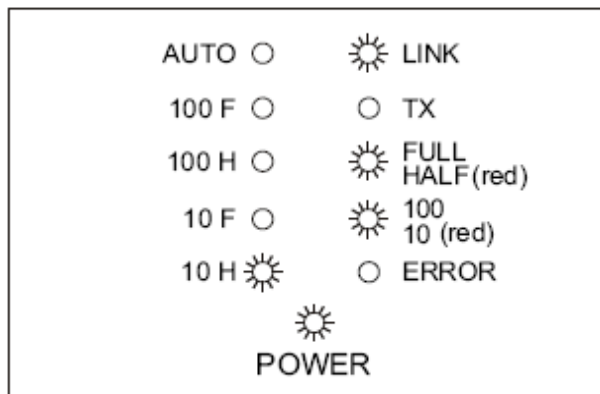 AUTO
LINK
100 F
TX
100 H
FULL
HALF (red)
10 F
100
10 (red)
10 H
ERROR
POWER